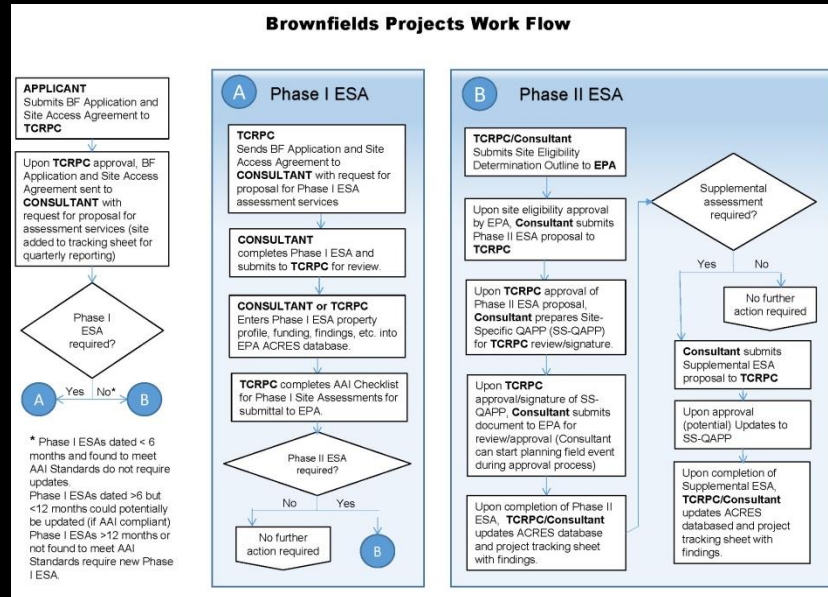 Brownfields Projects Work Flow
APPLICANT
Submits BF Application and
Site Access Agreement to
TCRPC
Upon TCRPC approval, BF
Application and Site Access
Agreement sent to
CONSULTANT with
request for proposal for
assessment services (site
added to tracking sheet for
quarterly reporting)
Phase I
ESA
required?
A
Yes
No*
B
* Phase I ESAs dated < 6
months and found to meet
AAI Standards do not require
updates.
Phase I ESAs dated >6 but
<12 months could potentially
be updated (if AAI compliant)
Phase I ESAs >12 months or
not found to meet AAI
Standards require new Phase
I ESA.
A
Phase I ESA
TCRPC
Sends BF Application and Site
Access Agreement to
CONSULTANT with request for
proposal for Phase I ESA
assessment services
CONSULTANT
completes Phase I ESA and
submits to TCRPC for review.
CONSULTANT or TCRPC
Enters Phase I ESA property
profile, funding, findings, etc. into
EPA ACRES database.
TCRPC completes AAI Checklist
for Phase I Site Assessments for
submittal to EPA.
Phase II ESA
required?
No
Yes
No further
action required
B
B
Phase II ESA
TCRPC/Consultant
Submits Site Eligibility
Determination Outline to EPA
Upon site eligibility approval
by EPA, Consultant submits
Phase II ESA proposal to
TCRPC
Upon TCRPC approval of
Phase II ESA proposal,
Consultant prepares Site-
Specific QAPP (SS-QAPP)
for TCRPC review/signature.
Upon TCRPC
approval/signature of SS-
QAPP, Consultant submits
document to EPA for
review/approval (Consultant
can start planning field event
during approval process)
Upon completion of Phase II
ESA, TCRPC/Consultant
updates ACRES database
and project tracking sheet
with findings.
Supplemental
assessment
required?
Yes
No
No further
action required
Consultant submits
Supplemental ESA
proposal to TCRPC
Upon approval
(potential) Updates to
SS-QAPP
Upon completion of
Supplemental ESA,
TCRPC/Consultant
updates ACRES
databased and project
tracking sheet with
findings.